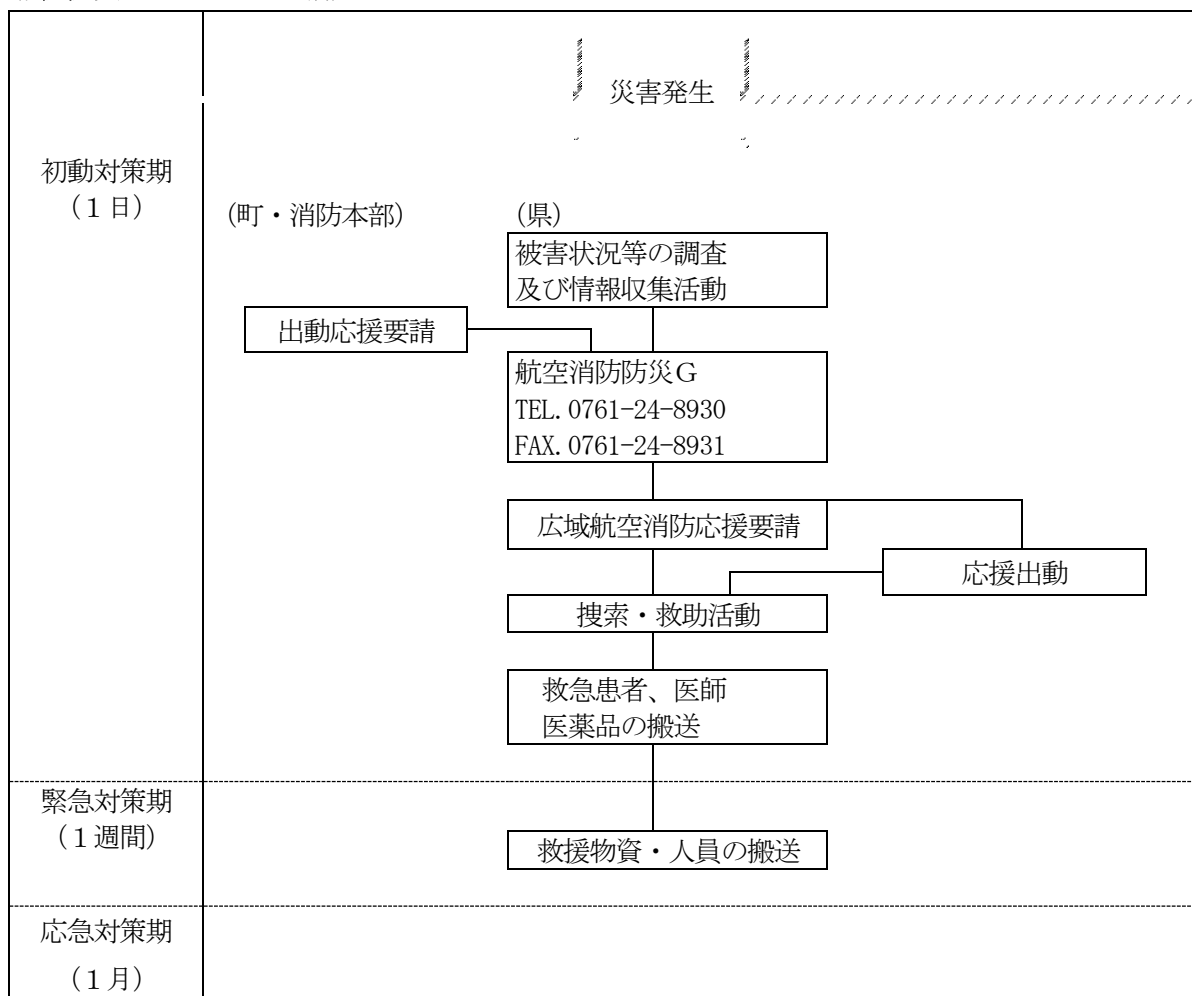 災害発生
初動対策期
（１日）
(町・消防本部)
(県)
被害状況等の調査
及び情報収集活動
出動応援要請
航空消防防災Ｇ
TEL.0761-24-8930
FAX.0761-24-8931
広域航空消防応援要請
応援出動
捜索・救助活動
救急患者、医師
医薬品の搬送
緊急対策期
（１週間）
救援物資・人員の搬送
応急対策期
（１月）